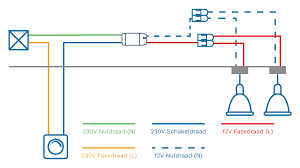 230V Nuldraad (N)
230V Schakeldraad
12V Fasedraad (L)
230V Fasedraad (L)
12V Nuldraad (N)